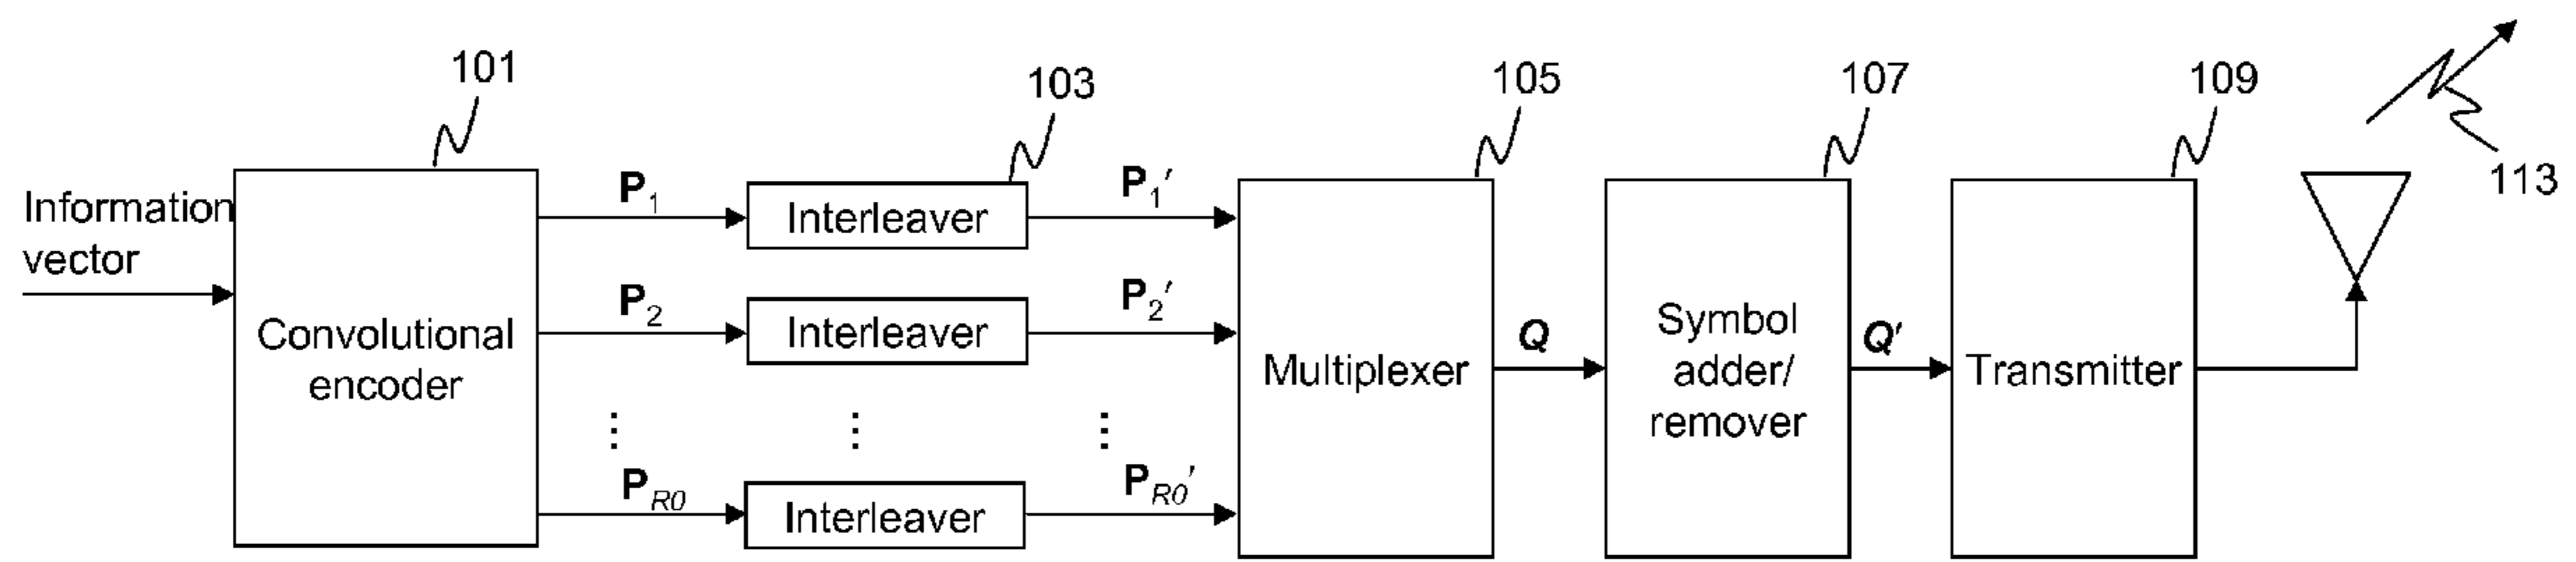 101
103
105
107
109
113
Information
vector
Convolutional
encoder
P1
P2
⋮
PR0
Interleaver
Interleaver
⋮
Interleaver
P1′
P2′
⋮
PR0′
Multiplexer
Q
Symbol
adder/
remover
Q′
Transmitter